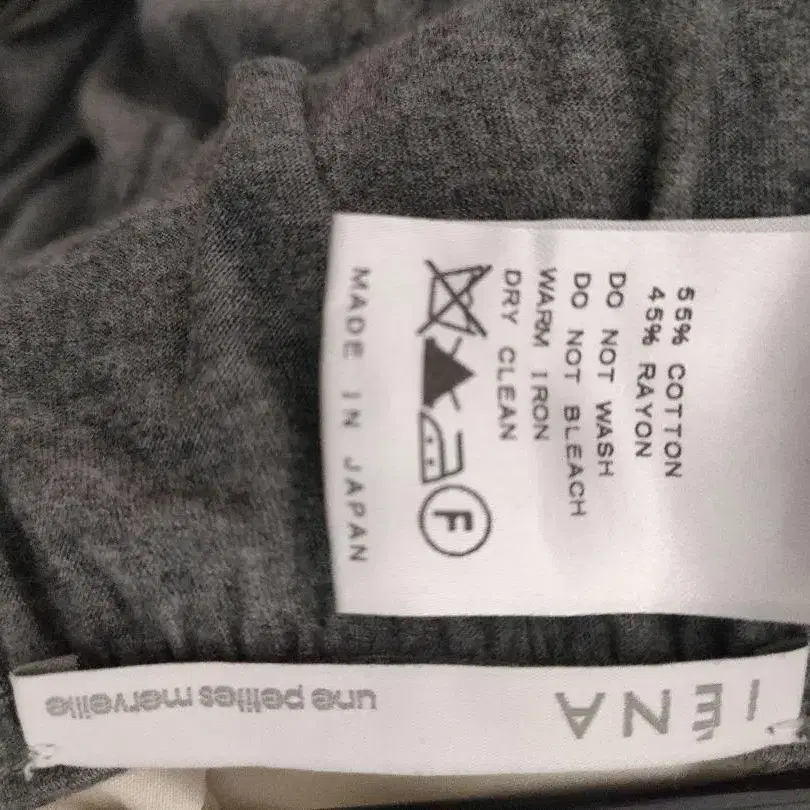 55% COTTON
45% RAYON
DO NOT WASH
DO NOT BLEACH
WARM IRON
DRY CLEAN
F
MADE IN JAPAN
IENA
une petites merveille